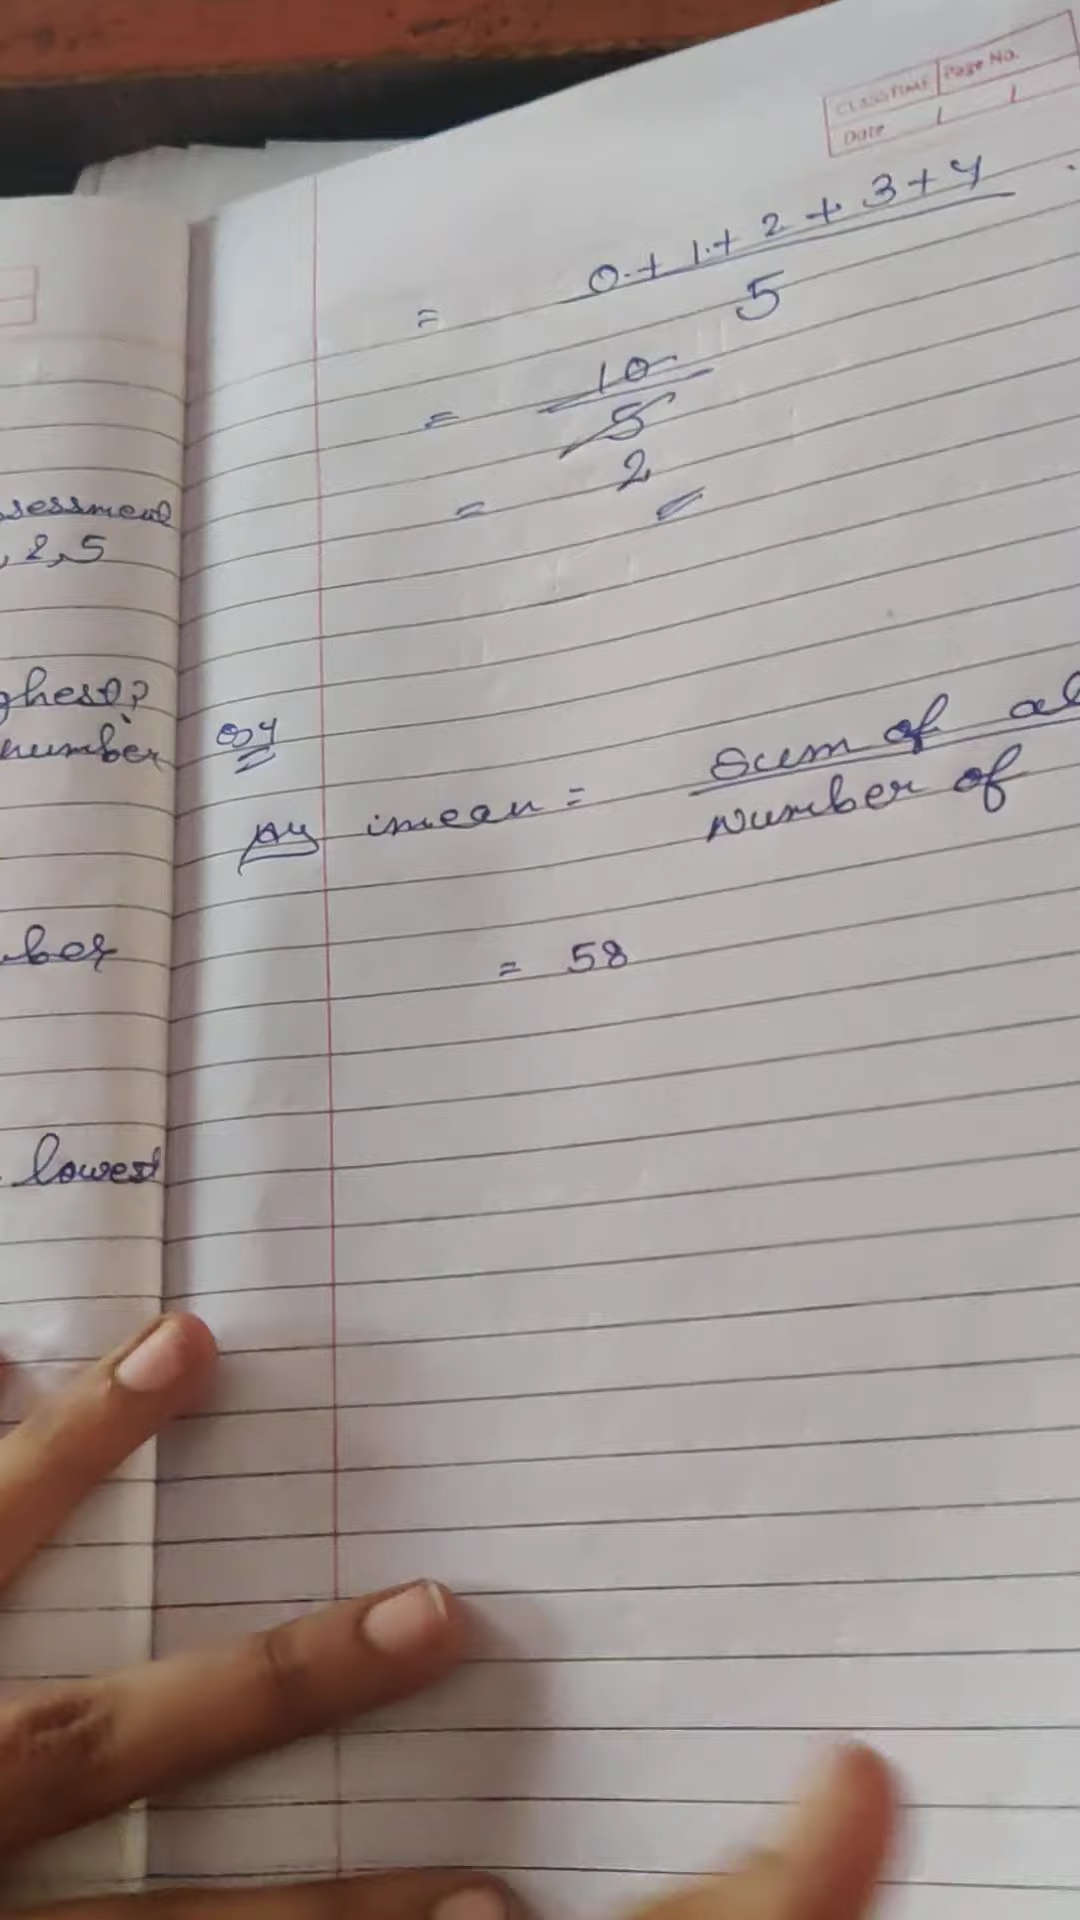 sessment
, 2, 5
ghest?
number
ber
lowest
CLASSTIME Page No.
Date / /
= 0 + 1 + 2 + 3 + 4
5
= 10
5
= 2
Q4
A4 mean = Sum of al
Number of
= 58